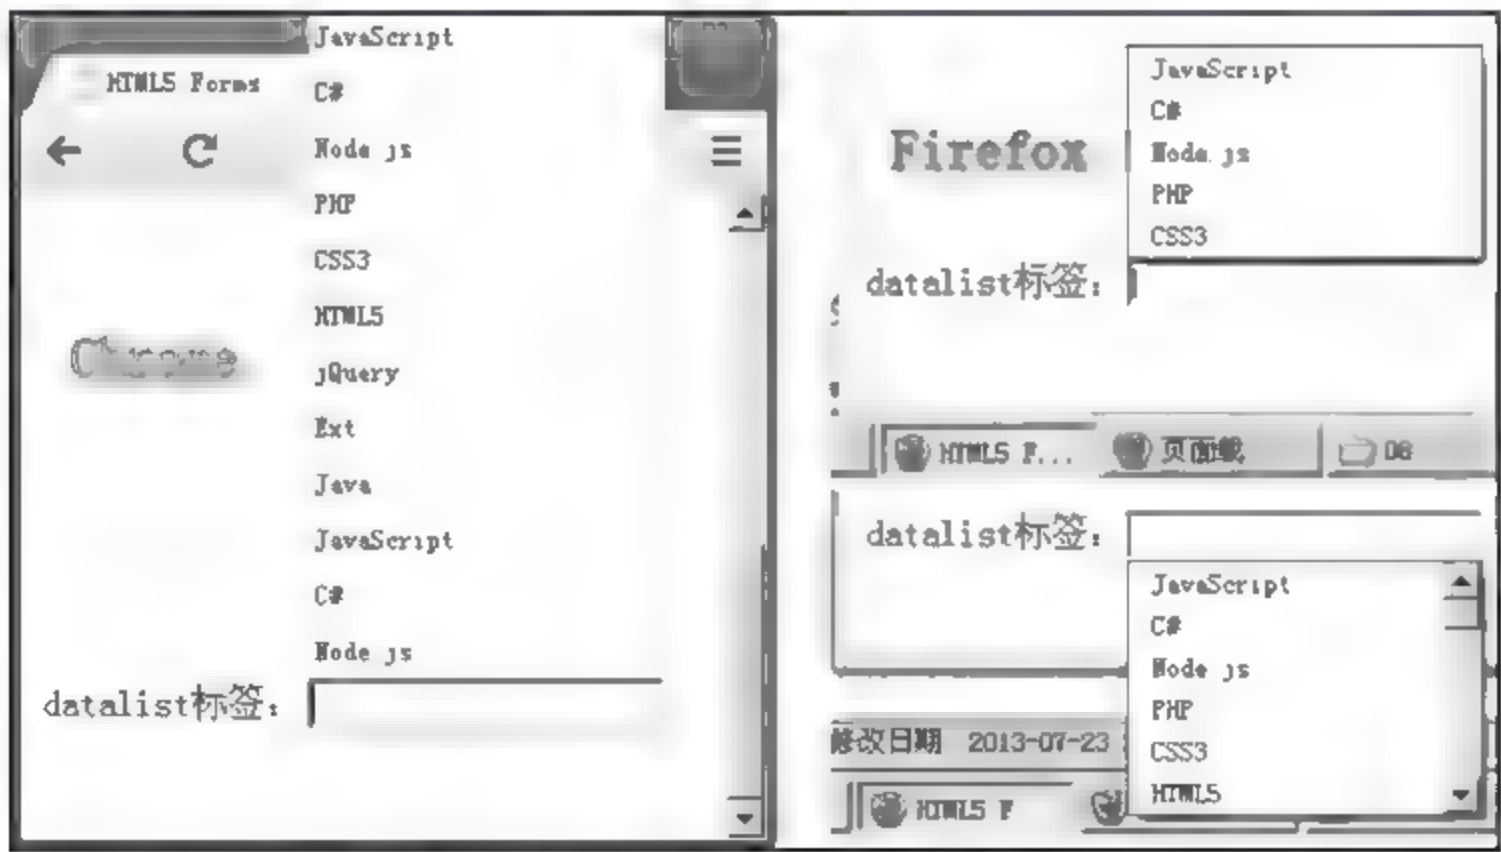 JavaScript
HTML5 Forms
C#
Node js
PHP
CSS3
HTML5
Chrome
jQuery
Ext
Java
JavaScript
C#
Node js
datalist标签:
JavaScript
C#
Firefox
Node.js
PHP
CSS3
datalist标签:
HTML5 F...
08
datalist标签:
JavaScript
C#
Node js
PHP
修改日期 2013-07-23
CSS3
HTML5
HTML5 F